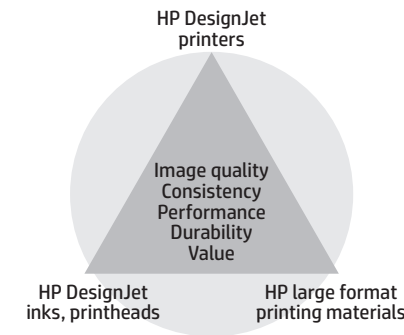 HP DesignJet
printers
Image quality
Consistency
Performance
Durability
Value
HP DesignJet
inks, printheads
HP large format
printing materials